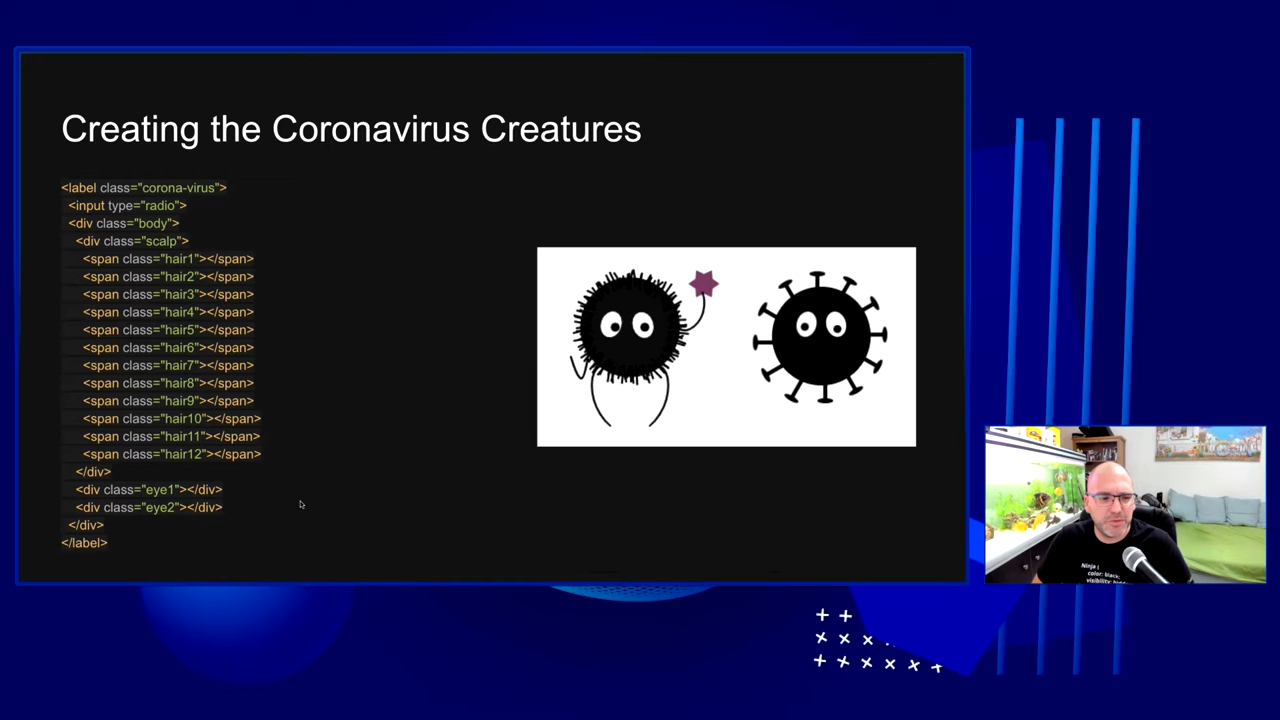 Creating the Coronavirus Creatures
<label class="corona-virus">
<input type="radio">
<div class="body">
<div class="scalp">
<span class="hair1"></span>
<span class="hair2"></span>
<span class="hair3"></span>
<span class="hair4"></span>
<span class="hair5"></span>
<span class="hair6"></span>
<span class="hair7"></span>
<span class="hair8"></span>
<span class="hair9"></span>
<span class="hair10"></span>
<span class="hair11"></span>
<span class="hair12"></span>
</div>
<div class="eye1"></div>
<div class="eye2"></div>
</div>
</label>
Ninja {
color: black;